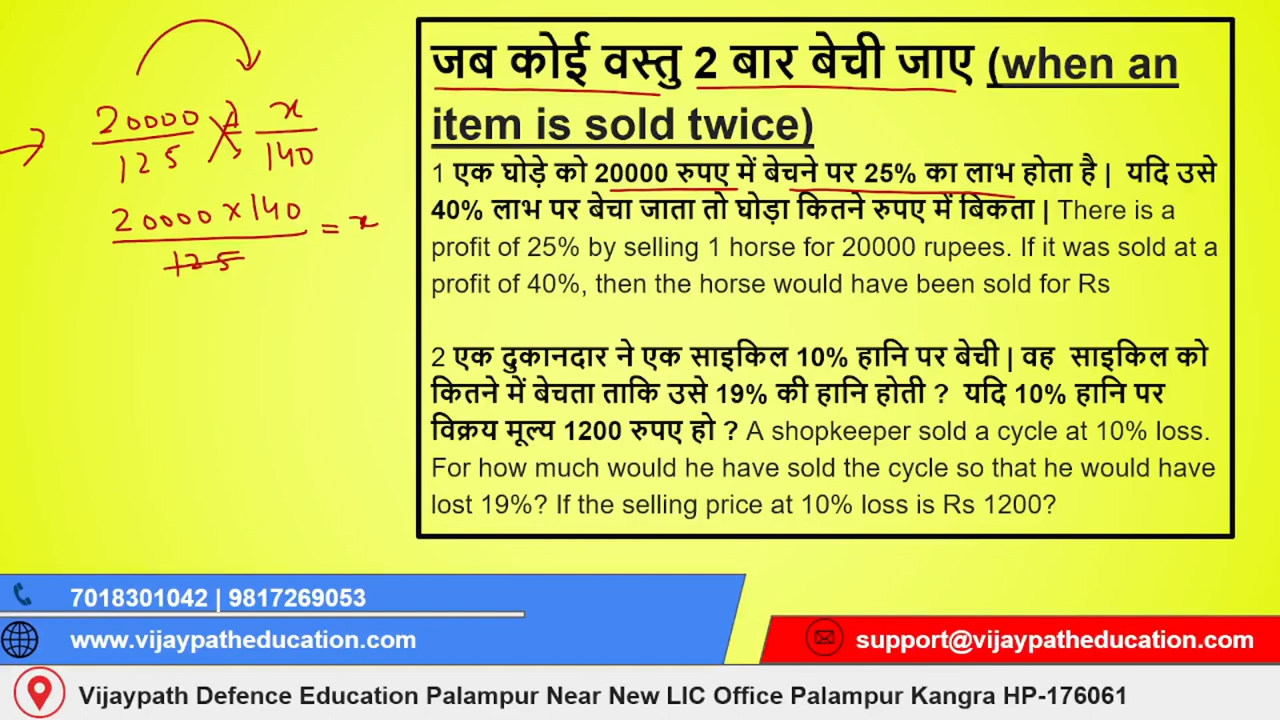 जब कोई वस्तु 2 बार बेची जाए (when an
item is sold twice)
1 एक घोड़े को 20000 रुपए में बेचने पर 25% का लाभ होता है| यदि उसे
40% लाभ पर बेचा जाता तो घोड़ा कितने रुपए में बिकता | There is a
profit of 25% by selling 1 horse for 20000 rupees. If it was sold at a
profit of 40%, then the horse would have been sold for Rs
2 एक दुकानदार ने एक साइकिल 10% हानि पर बेची | वह साइकिल को
कितने में बेचता ताकि उसे 19% की हानि होती ? यदि 10% हानि पर
विक्रय मूल्य 1200 रुपए हो ? A shopkeeper sold a cycle at 10% loss.
For how much would he have sold the cycle so that he would have
lost 19%? If the selling price at 10% loss is Rs 1200?
20000 x
125 140
20000 x 140 = x
125
7018301042 | 9817269053
www.vijaypatheducation.com
support@vijaypatheducation.com
Vijaypath Defence Education Palampur Near New LIC Office Palampur Kangra HP-176061